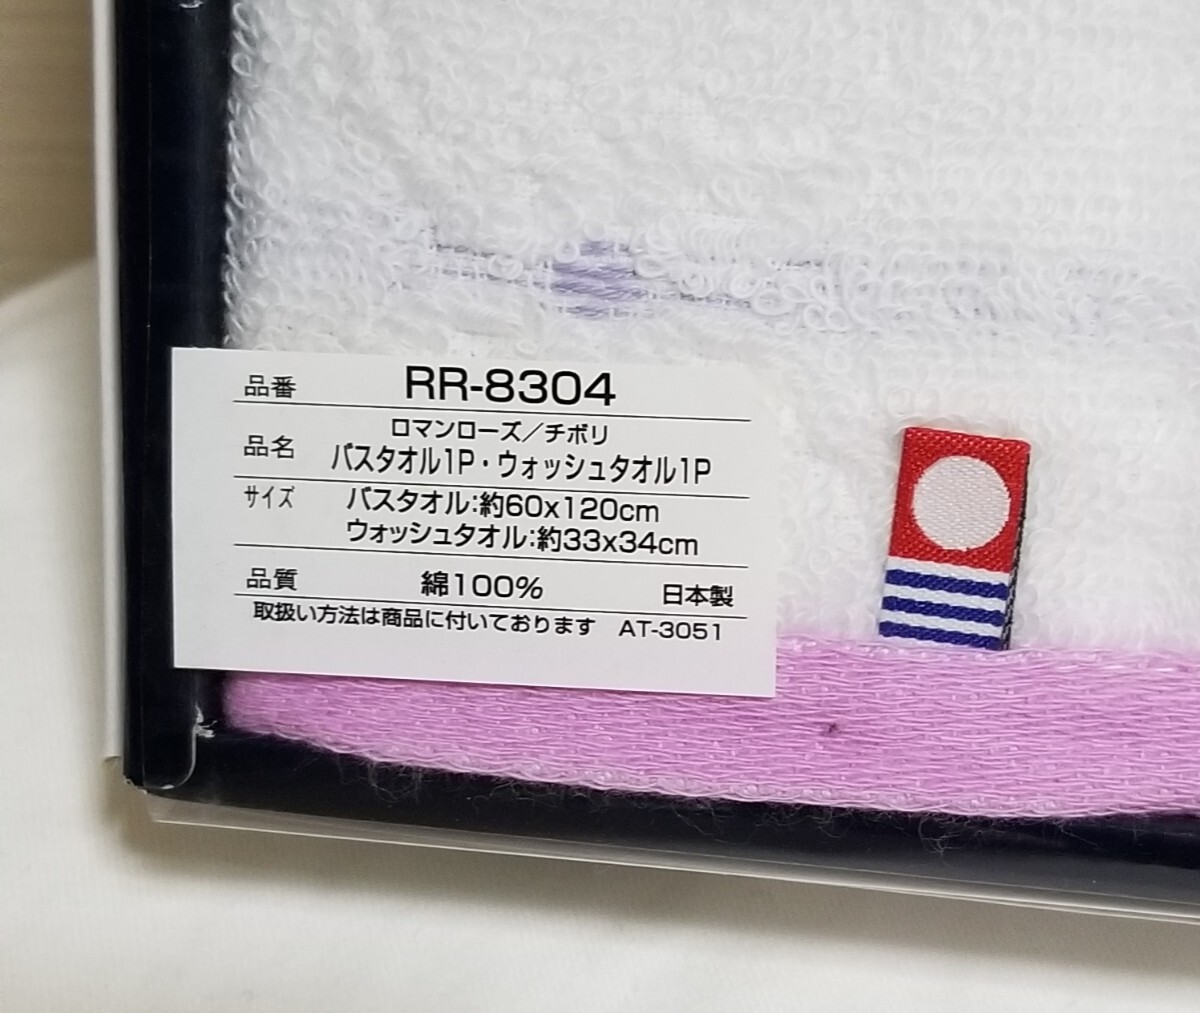 品番 RR-8304
品名 ロマンローズ／チボリ
バスタオル1P・ウォッシュタオル1P
サイズ バスタオル:約60x120cm
ウォッシュタオル:約33x34cm
品質 綿100% 日本製
取扱い方法は商品に付いております AT-3051